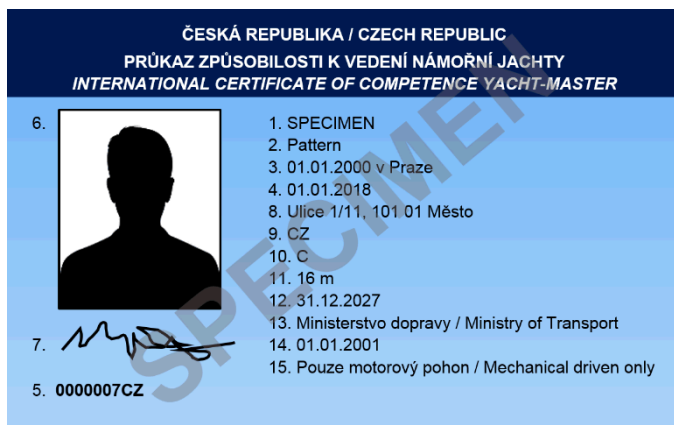 ČESKÁ REPUBLIKA / CZECH REPUBLIC
PRŮKAZ ZPŮSOBILOSTI K VEDENÍ NÁMOŘNÍ JACHTY
INTERNATIONAL CERTIFICATE OF COMPETENCE YACHT-MASTER
6.
1. SPECIMEN
2. Pattern
3. 01.01.2000 v Praze
4. 01.01.2018
8. Ulice 1/11, 101 01 Město
9. CZ
10. C
11. 16 m
12. 31.12.2027
13. Ministerstvo dopravy / Ministry of Transport
14. 01.01.2001
15. Pouze motorový pohon / Mechanical driven only
7.
5. 0000007CZ
SPECIMEN